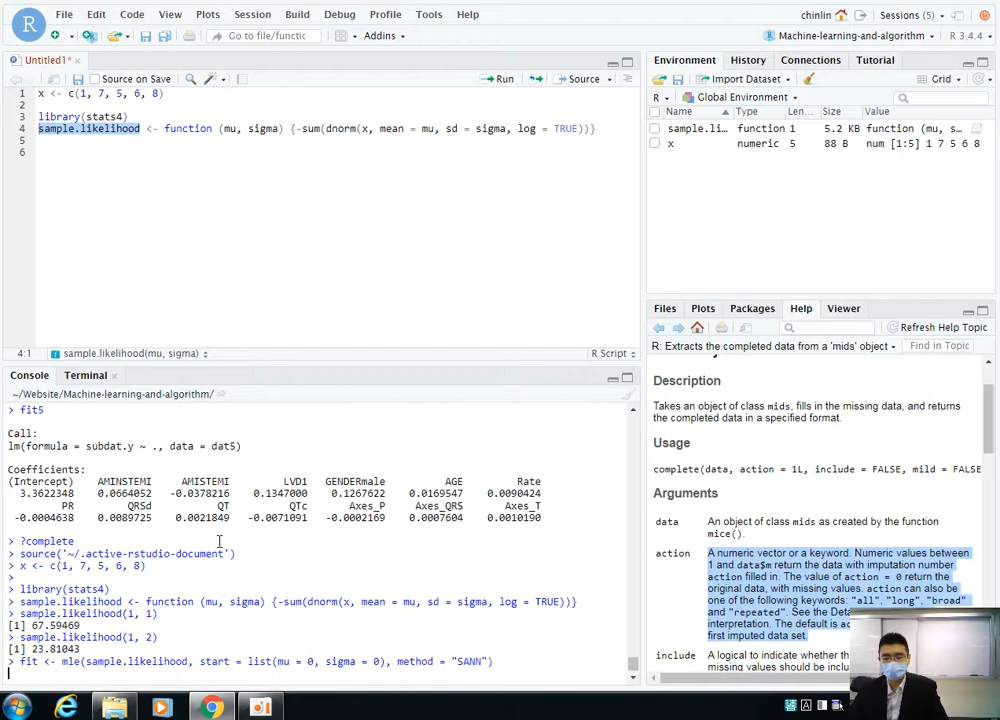 File Edit Code View Plots Session Build Debug Profile Tools Help
chinlin Sessions (5)
R
Go to file/functic Addins
Machine-learning-and-algorithm R 3.4.4
Untitled1*
Source on Save Run Source
1 x <- c(1, 7, 5, 6, 8)
2
3 library(stats4)
4 sample.likelihood <- function (mu, sigma) {-sum(dnorm(x, mean = mu, sd = sigma, log = TRUE))}
5
6
4:1 sample.likelihood(mu, sigma) R Script
Console Terminal
~/Website/Machine-learning-and-algorithm/
> fit5
Call:
lm(formula = subdat.y ~ ., data = dat5)
Coefficients:
(Intercept) AMINSTEMI AMISTEMI LVD1 GENDERmale AGE Rate
3.3622348 0.0664052 -0.0378216 0.1347000 0.1267622 0.0169547 0.0090424
PR QRSd QT QTc Axes_P Axes_QRS Axes_T
-0.0004638 0.0089725 0.0021849 -0.0071091 -0.0002169 0.0007604 0.0010190
> ?complete
> source('~/.active-rstudio-document')
> x <- c(1, 7, 5, 6, 8)
>
> library(stats4)
> sample.likelihood <- function (mu, sigma) {-sum(dnorm(x, mean = mu, sd = sigma, log = TRUE))}
> sample.likelihood(1, 1)
[1] 67.59469
> sample.likelihood(1, 2)
[1] 23.81043
> fit <- mle(sample.likelihood, start = list(mu = 0, sigma = 0), method = "SANN")
Environment History Connections Tutorial
Import Dataset Grid
R Global Environment
Name Type Len... Size Value
sample.li... function 1 5.2 KB function (mu, s...
x numeric 5 88 B num [1:5] 1 7 5 6 8
Files Plots Packages Help Viewer
Refresh Help Topic
R: Extracts the completed data from a 'mids' object Find in Topic
Description
Takes an object of class mids, fills in the missing data, and returns
the completed data in a specified format.
Usage
complete(data, action = 1L, include = FALSE, mild = FALSE
Arguments
data An object of class mids as created by the function
mice().
action A numeric vector or a keyword. Numeric values between
1 and data$m return the data with imputation number
action filled in. The value of action = 0 return the
original data, with missing values. action can also be
one of the following keywords: "all", "long", "broad"
and "repeated". See the Deta
interpretation. The default is ac
first imputed data set.
include A logical to indicate whether th
missing values should be inclu
A